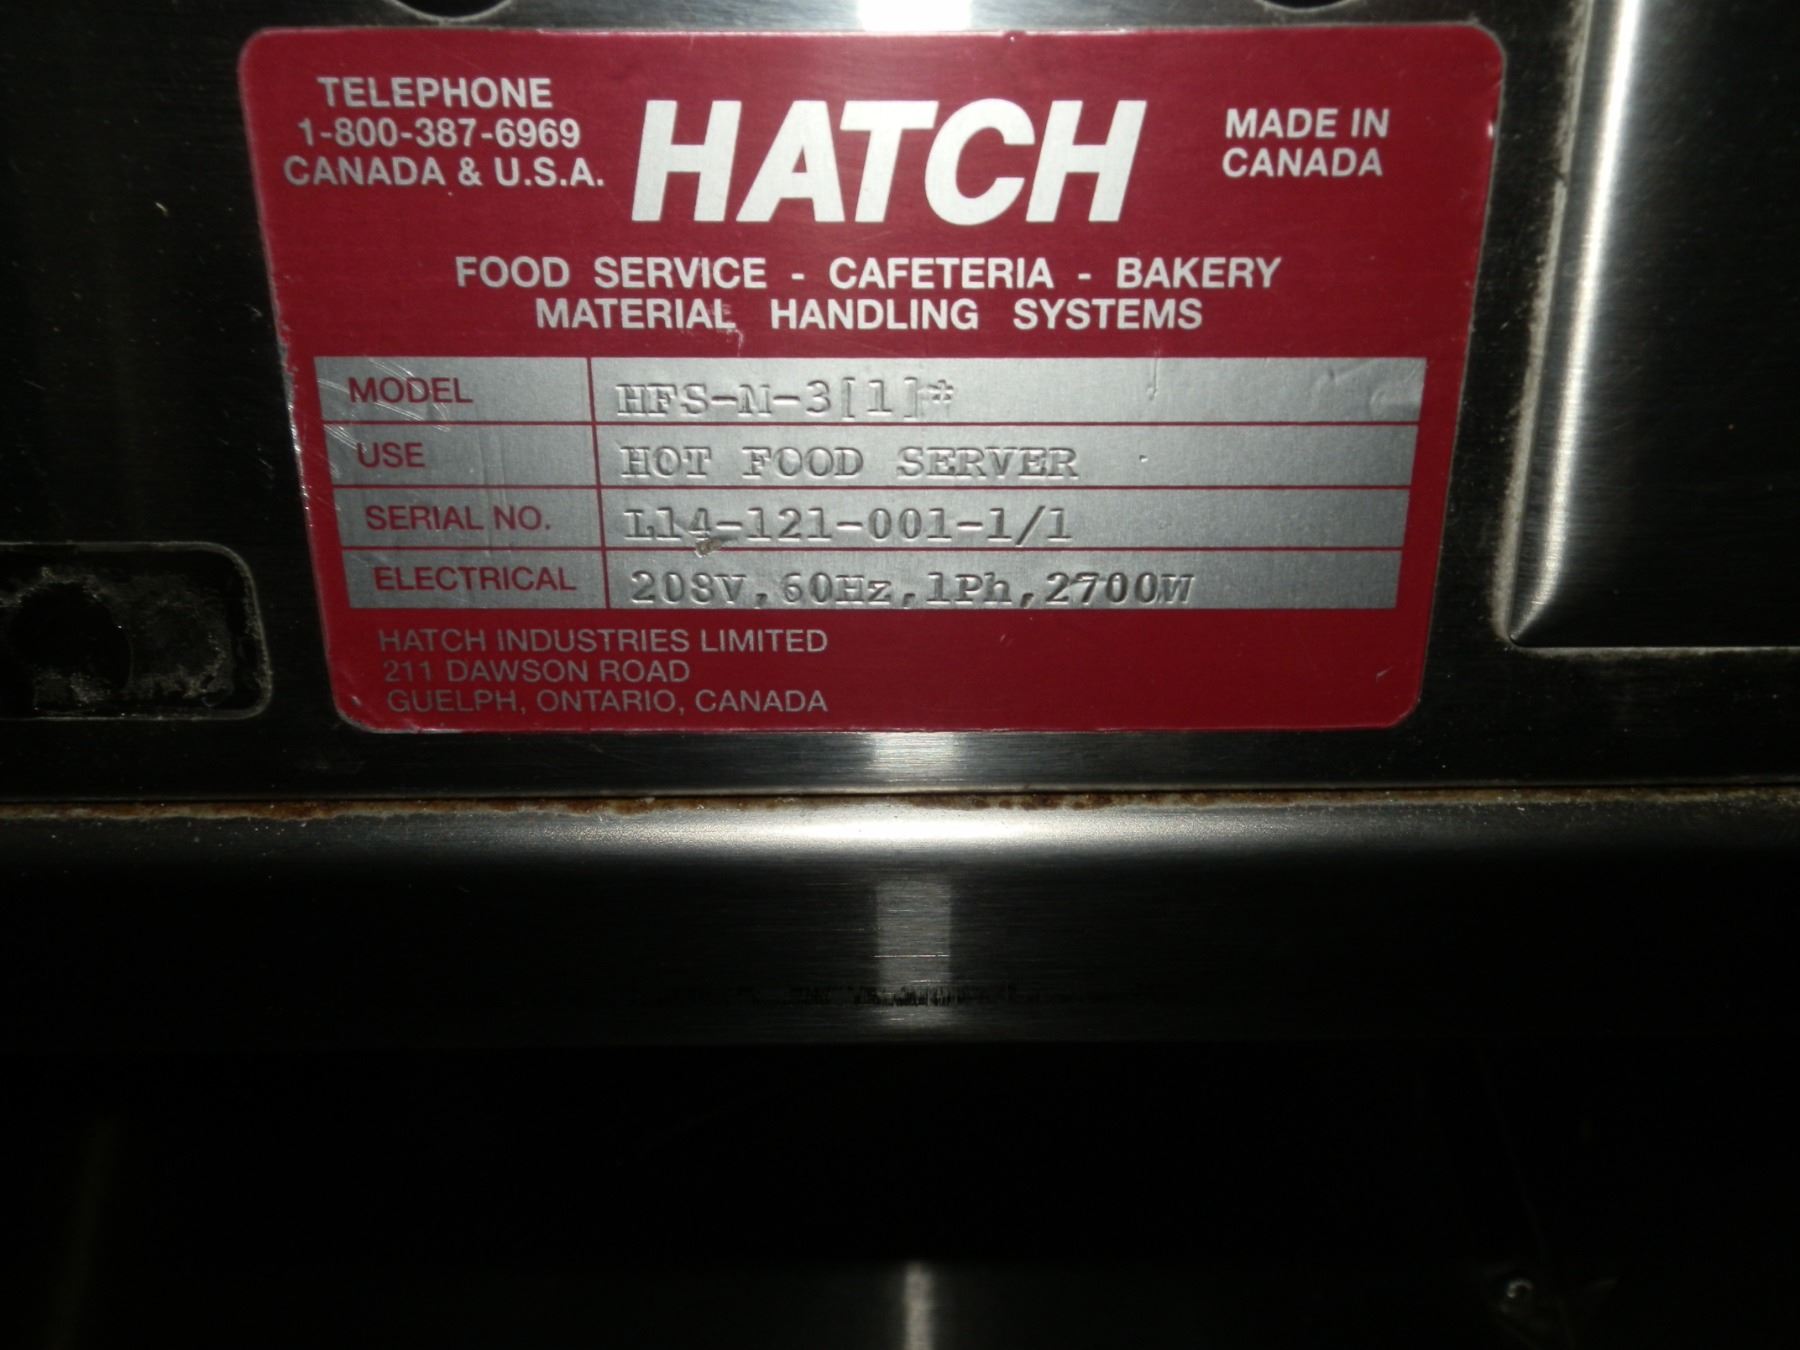 TELEPHONE
1-800-387-6969
CANADA & U.S.A.
HATCH
MADE IN
CANADA
FOOD SERVICE - CAFETERIA - BAKERY
MATERIAL HANDLING SYSTEMS
MODEL HFS-M-3[1]*
USE HOT FOOD SERVER
SERIAL NO. L14-121-001-1/1
ELECTRICAL 208V, 60Hz, 1Ph, 2700W
HATCH INDUSTRIES LIMITED
211 DAWSON ROAD
GUELPH, ONTARIO, CANADA